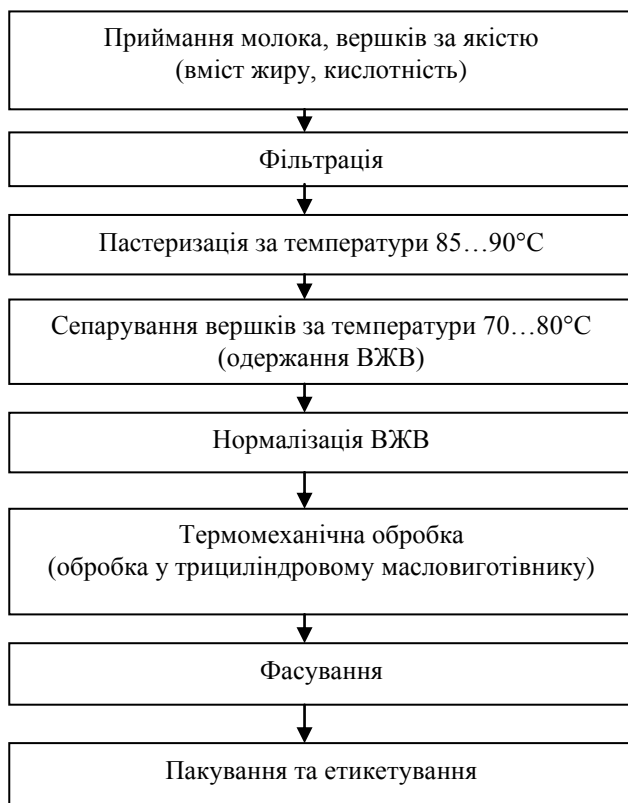 Приймання молока, вершків за якістю
(вміст жиру, кислотність)
Фільтрація
Пастеризація за температури 85…90°C
Сепарування вершків за температури 70…80°C
(одержання ВЖВ)
Нормалізація ВЖВ
Термомеханічна обробка
(обробка у трициліндровому масловиготівнику)
Фасування
Пакування та етикетування